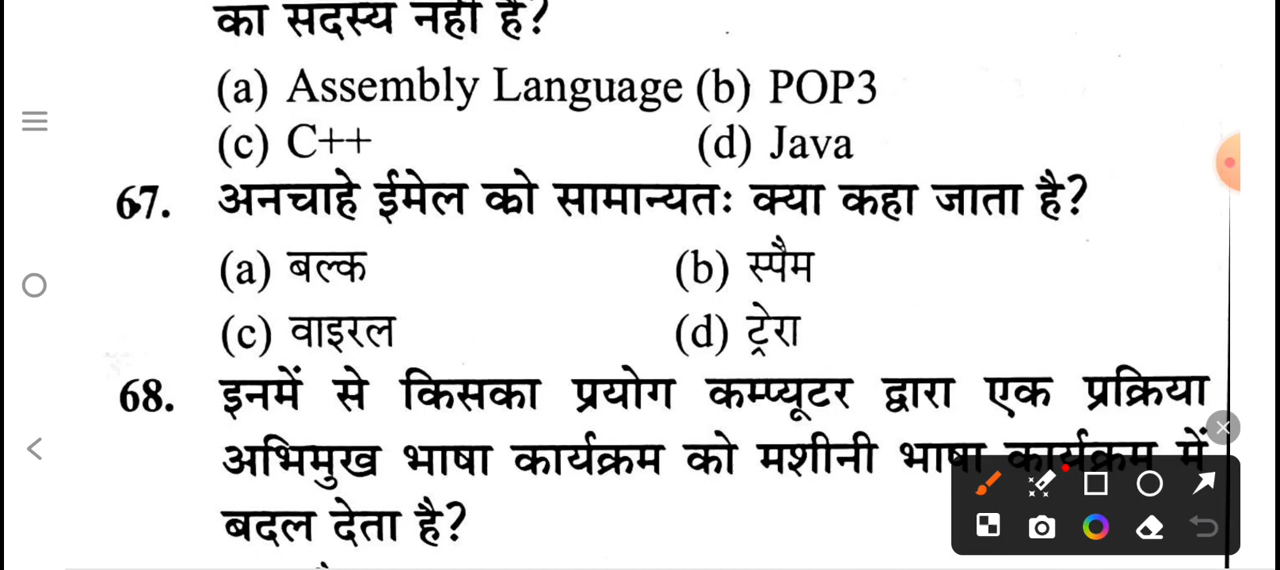 का सदस्य नहीं है?
(a) Assembly Language (b) POP3
(c) C++ (d) Java
67. अनचाहे ईमेल को सामान्यतः क्या कहा जाता है?
(a) बल्क (b) स्पैम
(c) वाइरल (d) ट्रेरा
68. इनमें से किसका प्रयोग कम्प्यूटर द्वारा एक प्रक्रिया
अभिमुख भाषा कार्यक्रम को मशीनी भाषा कार्यक्रम में
बदल देता है?